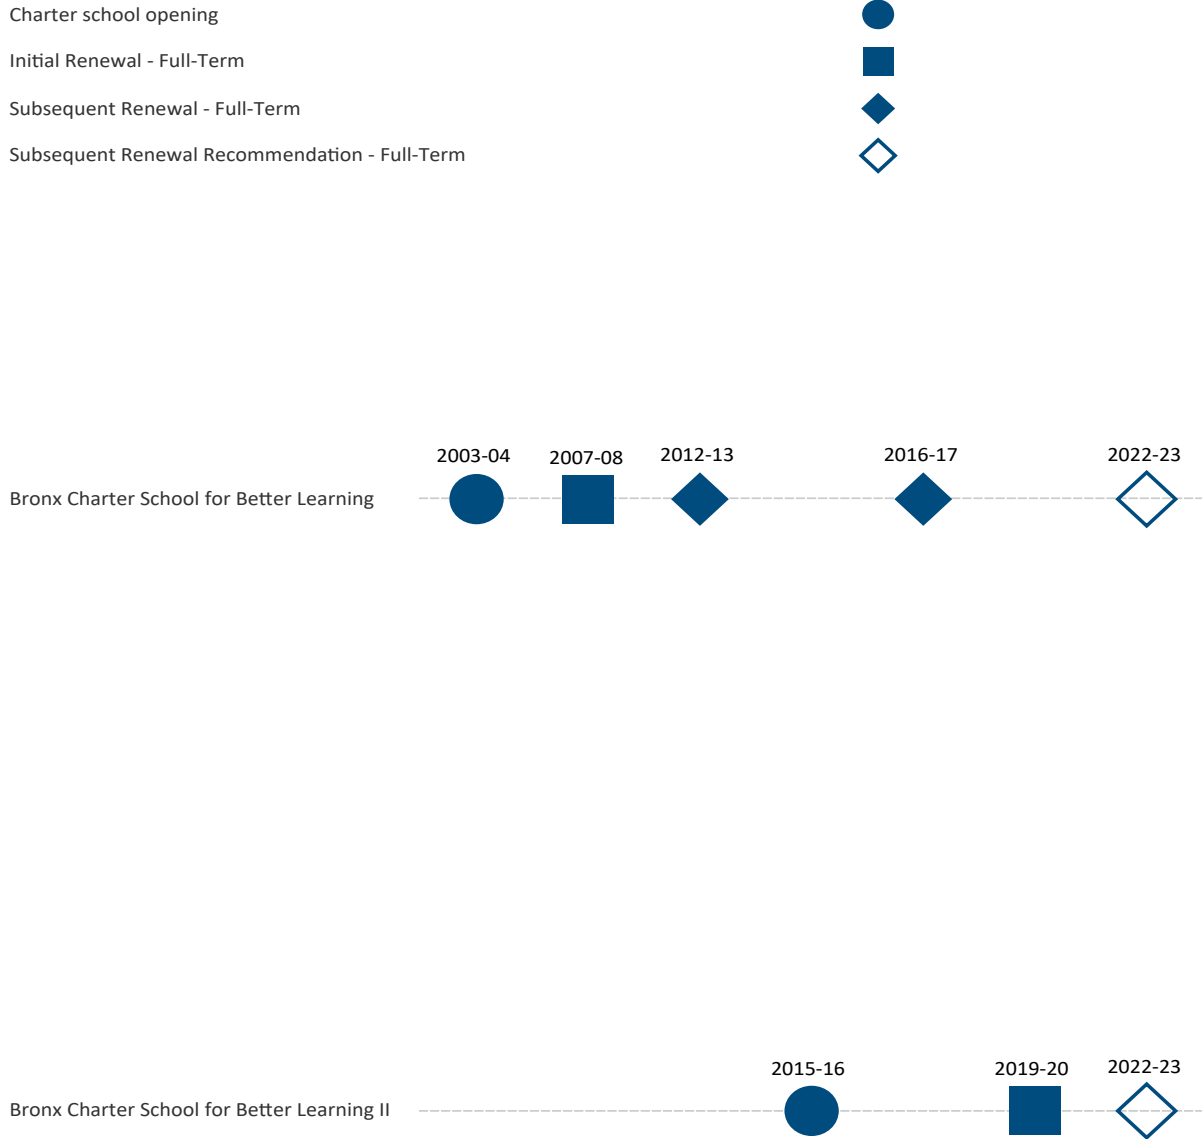 Charter school opening
Initial Renewal - Full-Term
Subsequent Renewal - Full-Term
Subsequent Renewal Recommendation - Full-Term
2003-04 2007-08 2012-13 2016-17 2022-23
Bronx Charter School for Better Learning
2015-16 2019-20 2022-23
Bronx Charter School for Better Learning II